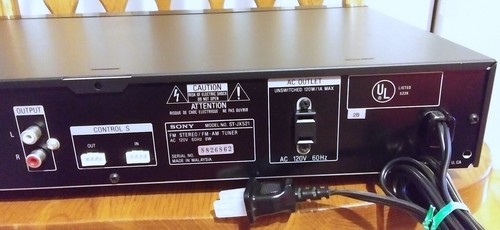 OUTPUT
L
R
CONTROL S
OUT
IN
CAUTION
RISK OF ELECTRIC SHOCK
DO NOT OPEN
ATTENTION
RISQUE DE CHOC ELECTRIQUE, NE PAS OUVRIR
SONY MODEL NO. ST-JX521
FM STEREO/FM-AM TUNER
AC 120V 60Hz 8W
SERIAL NO. 8826862
MADE IN MALAYSIA
AC OUTLET
UNSWITCHED 120W/1A MAX
AC 120V 60Hz
UL
LISTED
U, CA